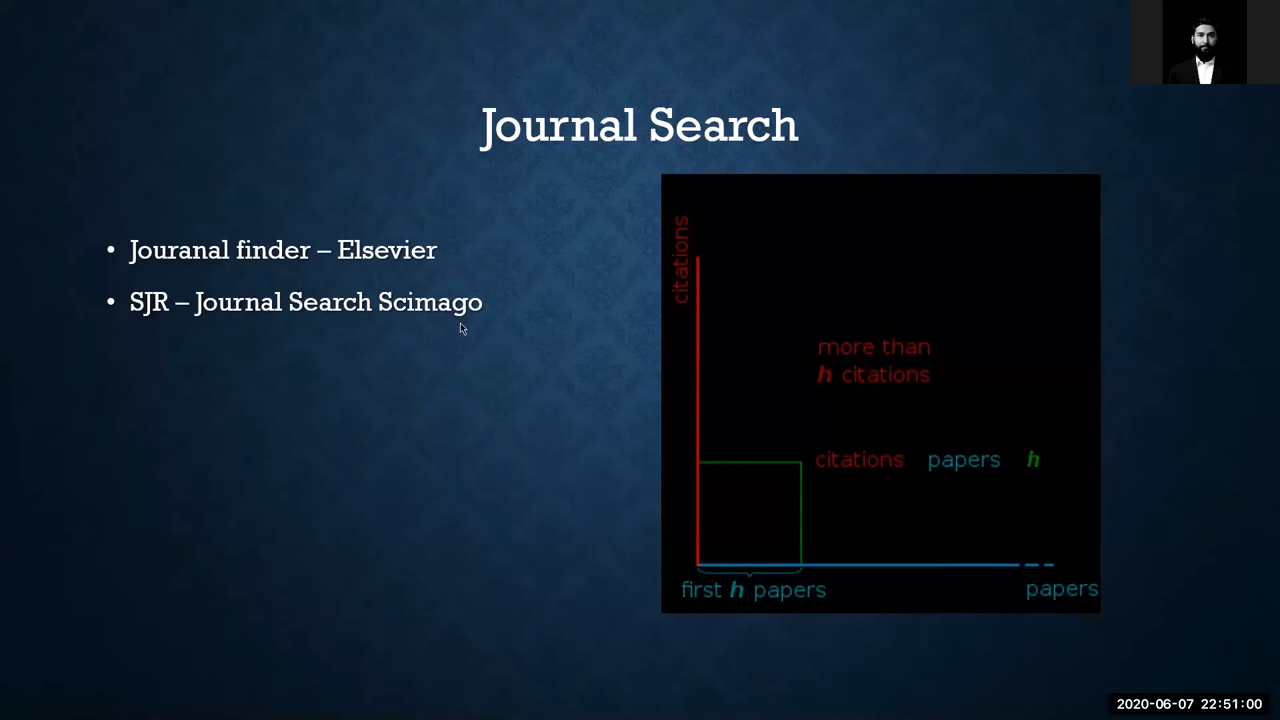 Journal Search
• Jouranal finder – Elsevier
• SJR – Journal Search Scimago
citations
more than
h citations
citations papers h
first h papers
papers
2020-06-07 22:51:00